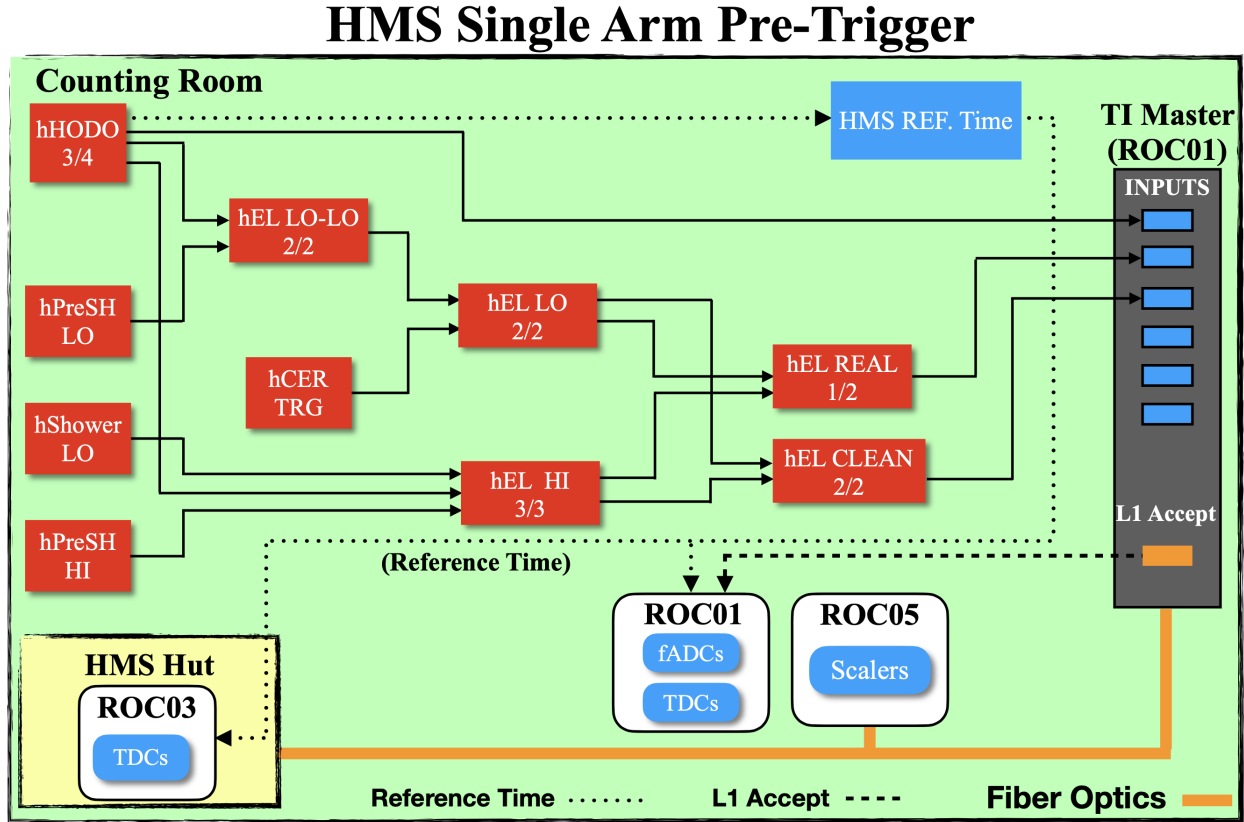 HMS Single Arm Pre-Trigger
Counting Room
hHODO
3/4
HMS REF. Time
TI Master
(ROC01)
INPUTS
hEL LO-LO
2/2
hPreSH
LO
hEL LO
2/2
hCER
TRG
hEL REAL
1/2
hShower
LO
hEL CLEAN
2/2
hEL HI
3/3
L1 Accept
hPreSH
HI
(Reference Time)
ROC01
fADCs
TDCs
ROC05
Scalers
HMS Hut
ROC03
TDCs
Reference Time
L1 Accept
Fiber Optics